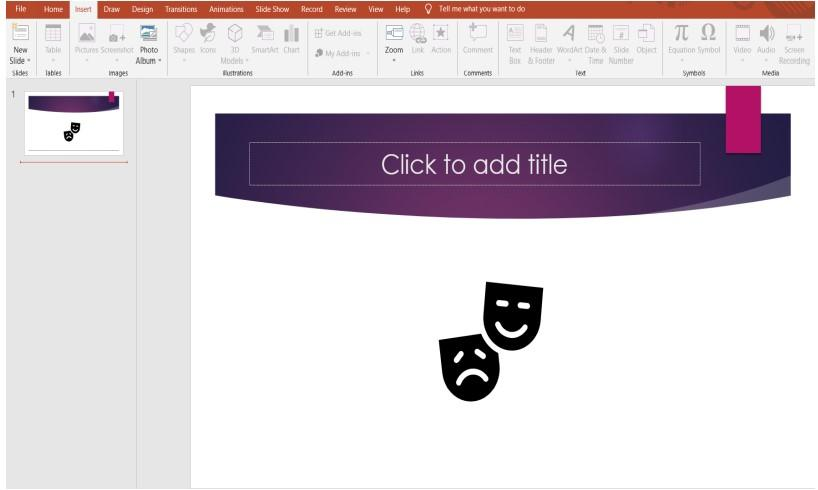 File Home Insert Draw Design Transitions Animations Slide Show Record Review View Help Tell me what you want to do
New Slide
Table
Pictures Screenshot Photo Album
Shapes Icons 3D Models SmartArt Chart
Get Add-ins
My Add-ins
Zoom Link Action
Comment
Text Box Header & Footer WordArt Date & Time Slide Number Object
Equation Symbol
Video Audio Screen Recording
Slides Tables Images Illustrations Add-ins Links Comments Text Symbols Media
1
Click to add title